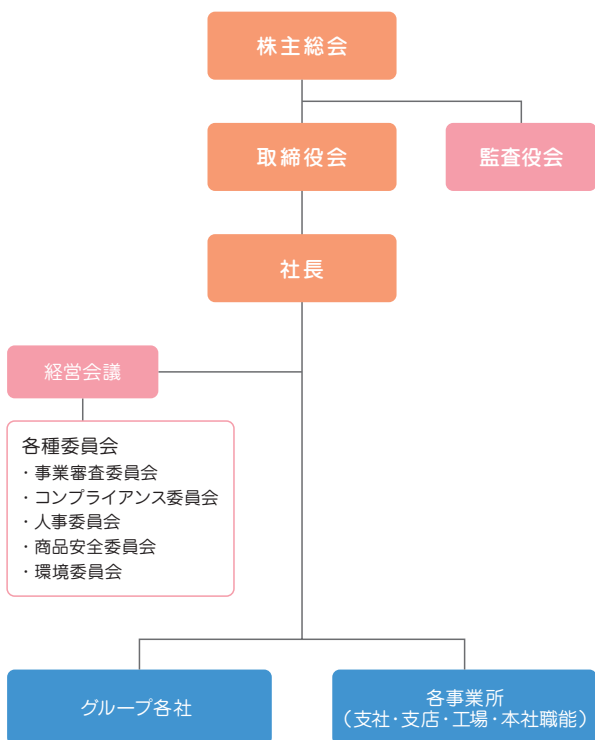 株主総会
取締役会
監査役会
社長
経営会議
各種委員会
・事業審査委員会
・コンプライアンス委員会
・人事委員会
・商品安全委員会
・環境委員会
グループ各社
各事業所
（支社・支店・工場・本社職能）